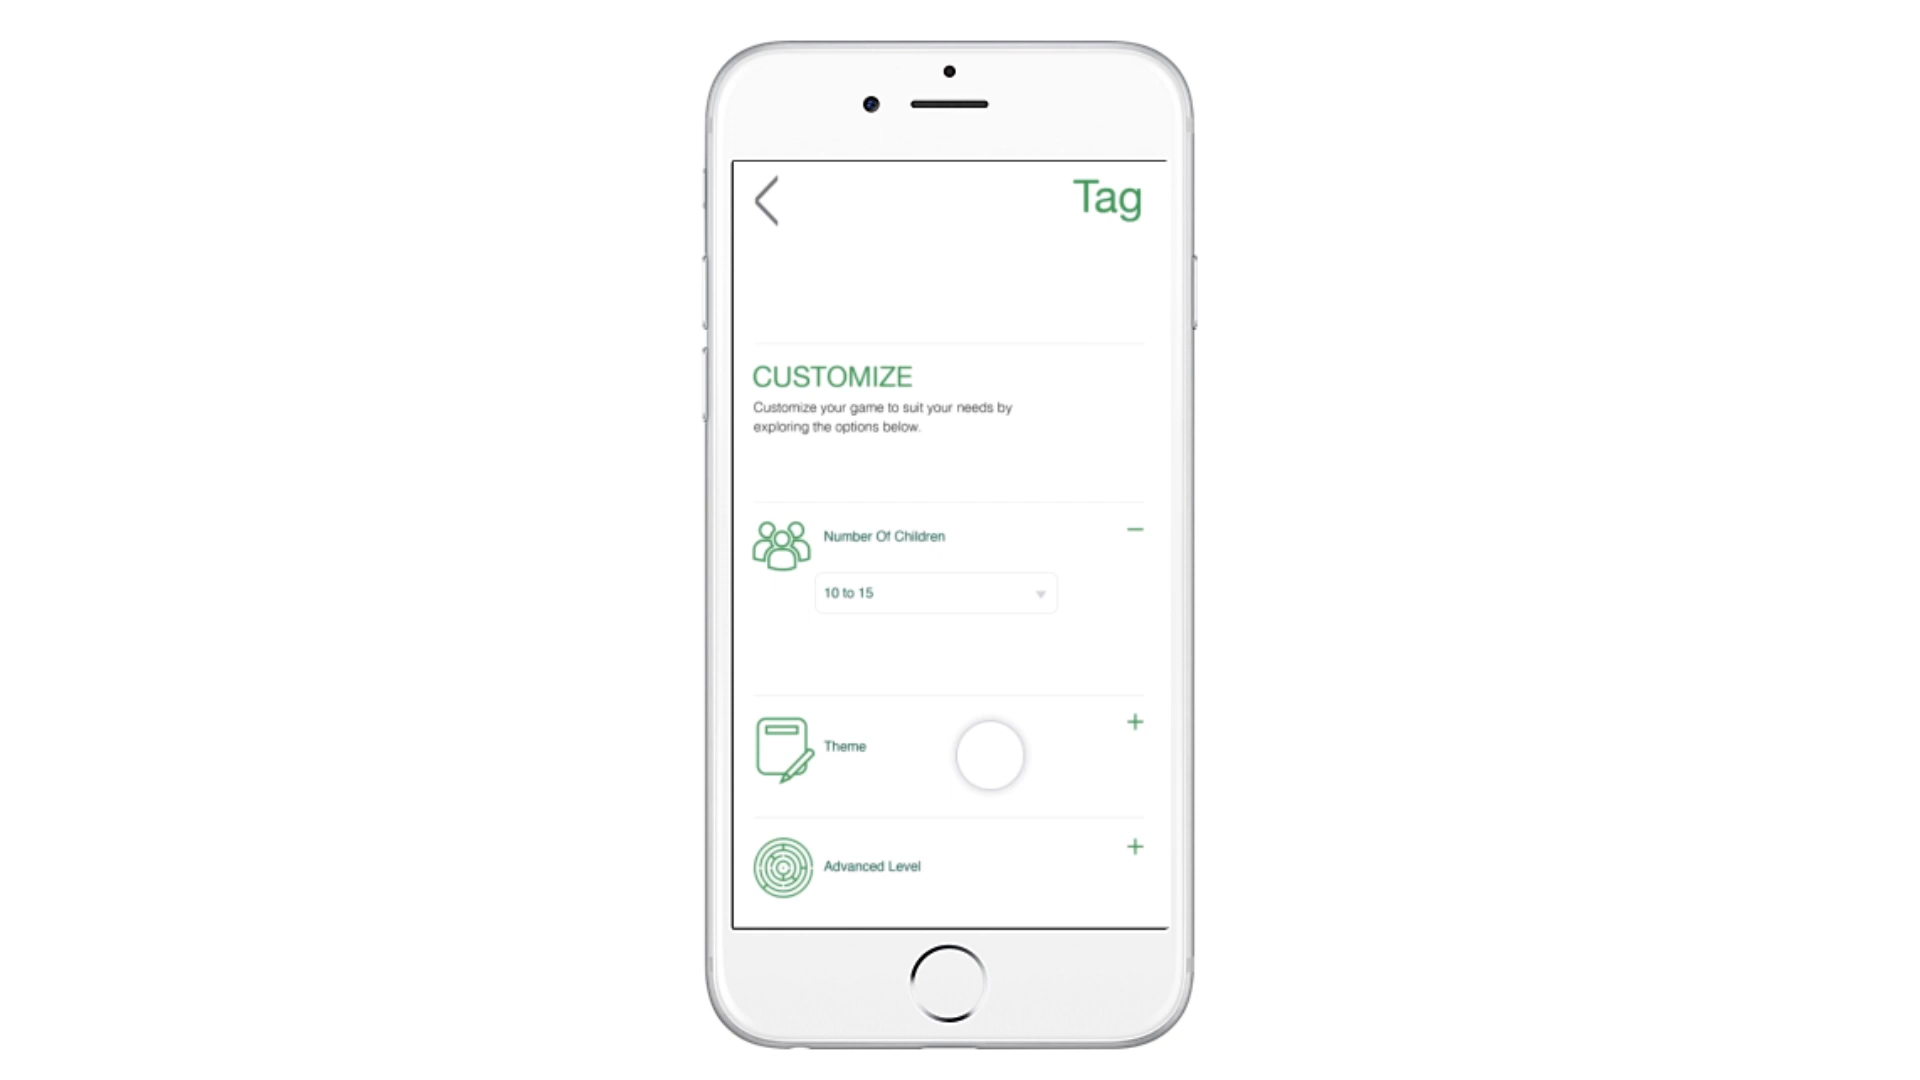 Tag
CUSTOMIZE
Customize your game to suit your needs by
exploring the options below.
Number Of Children
10 to 15
Theme
Advanced Level